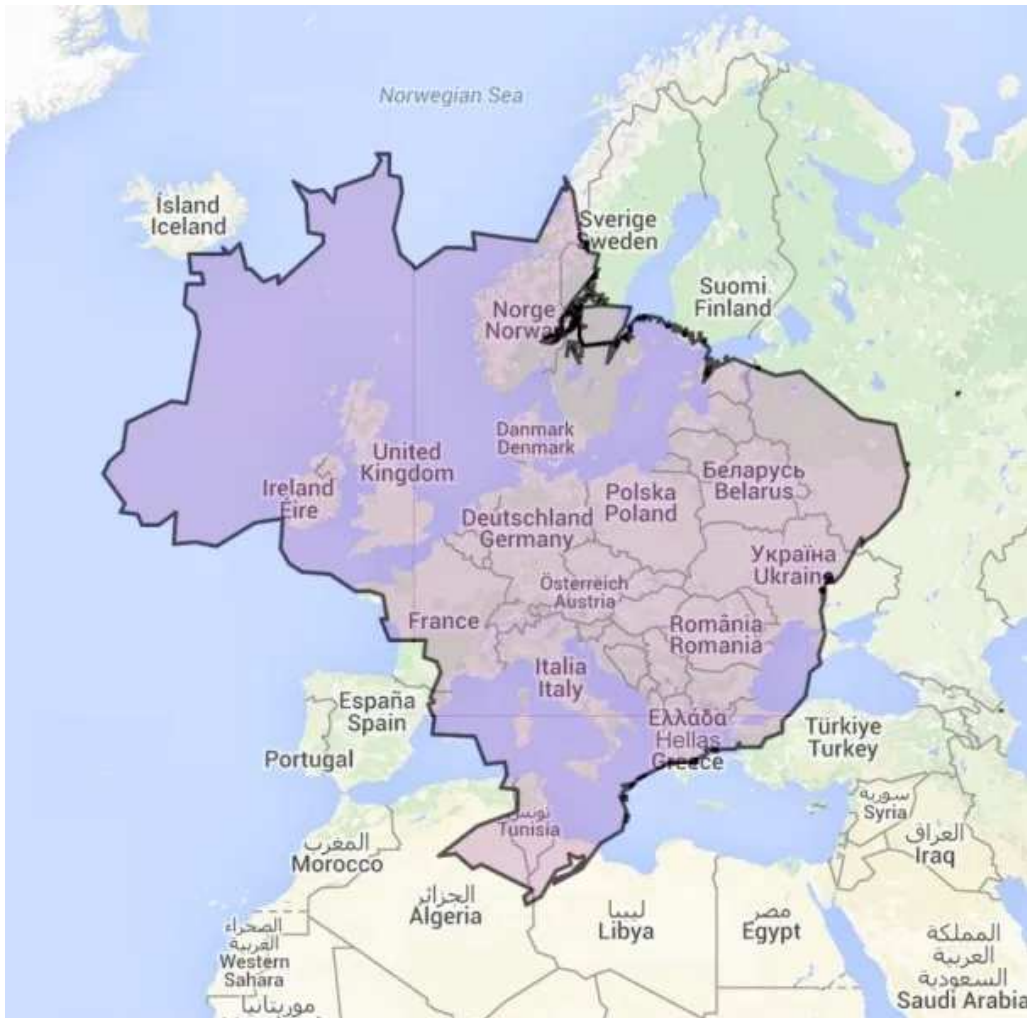 Norwegian Sea
Ísland
Iceland
Sverige
Sweden
Suomi
Finland
Norge
Norway
Danmark
Denmark
United
Kingdom
Ireland
Éire
Беларусь
Belarus
Polska
Poland
Deutschland
Germany
Україна
Ukraine
Österreich
Austria
France
România
Romania
Italia
Italy
España
Spain
Ελλάδα
Hellas
Greece
Türkiye
Turkey
Portugal
سورية
Syria
تونس
Tunisia
العراق
Iraq
المغرب
Morocco
الجزائر
Algeria
ليبيا
Libya
مصر
Egypt
الصحراء
الغربية
Western
Sahara
المملكة
العربية
السعودية
Saudi Arabia
موريتانيا